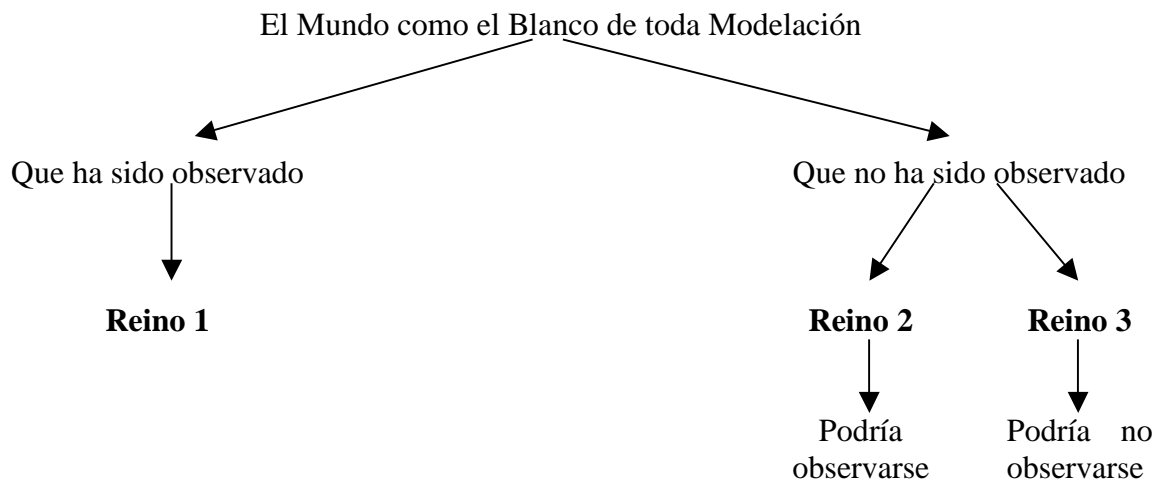 El Mundo como el Blanco de toda Modelación
Que ha sido observado
Que no ha sido observado
Reino 1
Reino 2
Reino 3
Podría
observarse
Podría no
observarse